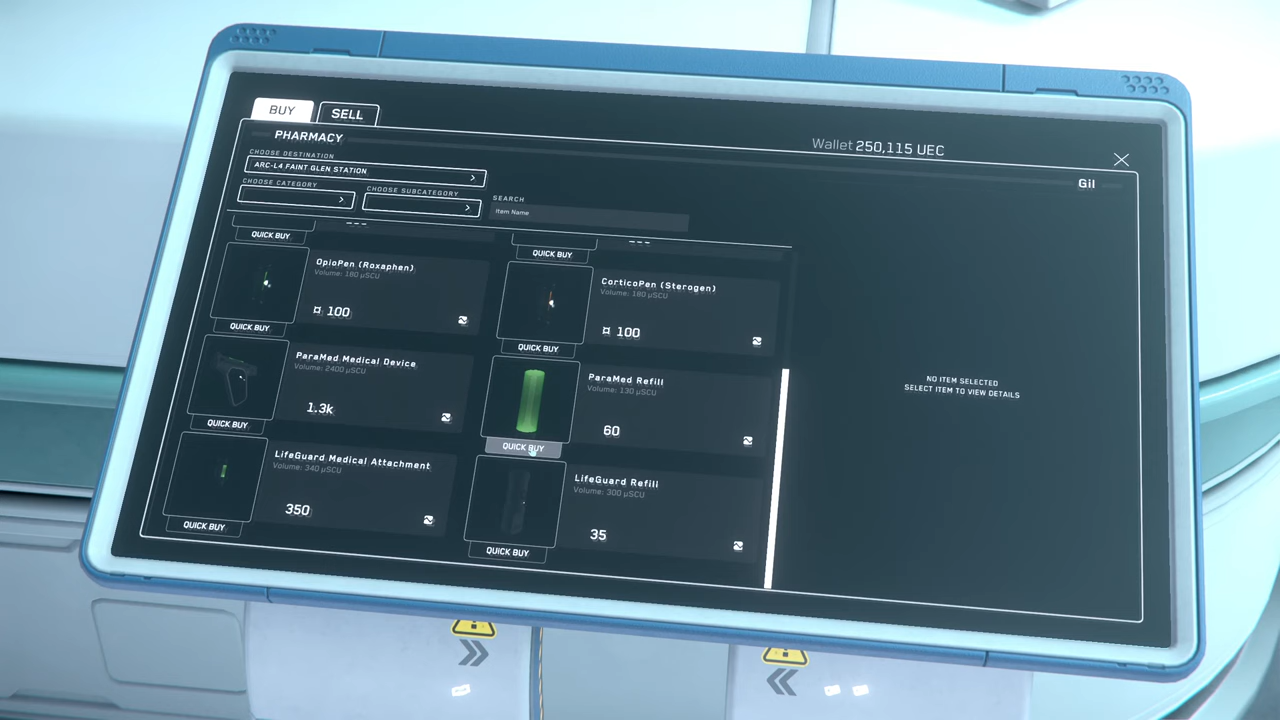 BUY
SELL
PHARMACY
Wallet 250,115 UEC
Gil
CHOOSE DESTINATION
ARC-L4 FAINT GLEN STATION
CHOOSE CATEGORY
CHOOSE SUBCATEGORY
SEARCH
Item Name
QUICK BUY
QUICK BUY
OpioPen (Roxaphen)
Volume: 180 µSCU
¤ 100
QUICK BUY
CorticoPen (Sterogen)
Volume: 180 µSCU
¤ 100
QUICK BUY
ParaMed Medical Device
Volume: 2400 µSCU
1.3k
QUICK BUY
ParaMed Refill
Volume: 130 µSCU
60
QUICK BUY
LifeGuard Medical Attachment
Volume: 340 µSCU
350
QUICK BUY
LifeGuard Refill
Volume: 300 µSCU
35
QUICK BUY
NO ITEM SELECTED
SELECT ITEM TO VIEW DETAILS